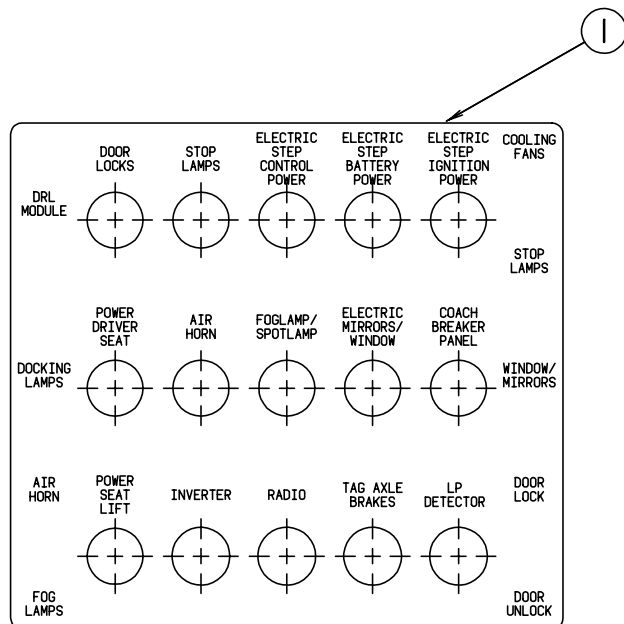 1
DOOR
LOCKS
STOP
LAMPS
ELECTRIC
STEP
CONTROL
POWER
ELECTRIC
STEP
BATTERY
POWER
ELECTRIC
STEP
IGNITION
POWER
COOLING
FANS
DRL
MODULE
STOP
LAMPS
POWER
DRIVER
SEAT
AIR
HORN
FOGLAMP/
SPOTLAMP
ELECTRIC
MIRRORS/
WINDOW
COACH
BREAKER
PANEL
DOCKING
LAMPS
WINDOW/
MIRRORS
AIR
HORN
POWER
SEAT
LIFT
INVERTER
RADIO
TAG AXLE
BRAKES
LP
DETECTOR
DOOR
LOCK
FOG
LAMPS
DOOR
UNLOCK